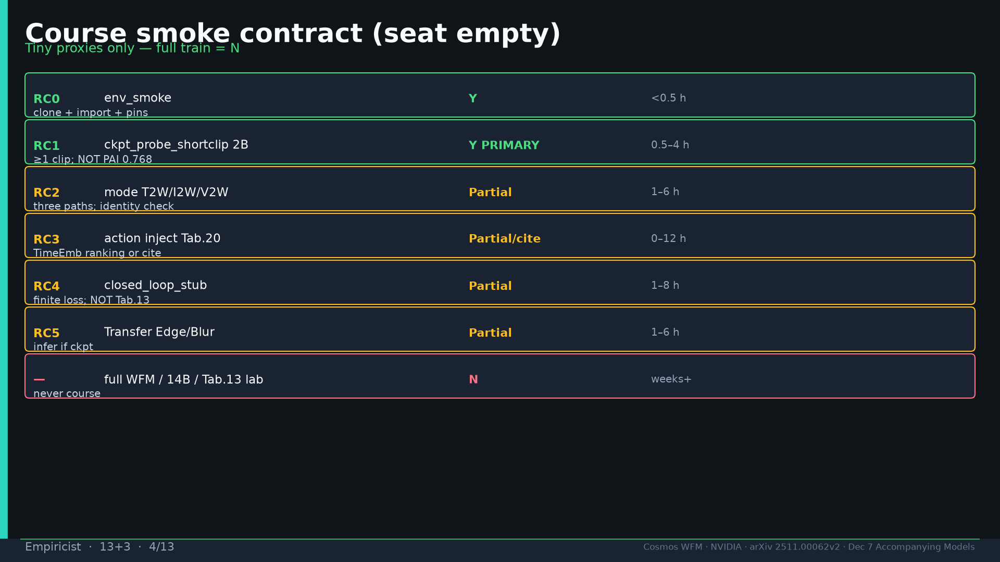 Course smoke contract (seat empty)
Tiny proxies only — full train = N
RC0 env_smoke Y <0.5 h
clone + import + pins
RC1 ckpt_probe_shortclip 2B Y PRIMARY 0.5–4 h
≥1 clip; NOT PAI 0.768
RC2 mode T2W/I2W/V2W Partial 1–6 h
three paths; identity check
RC3 action inject Tab.20 Partial/cite 0–12 h
TimeEmb ranking or cite
RC4 closed_loop_stub Partial 1–8 h
finite loss; NOT Tab.13
RC5 Transfer Edge/Blur Partial 1–6 h
infer if ckpt
— full WFM / 14B / Tab.13 lab N weeks+
never course
Empiricist · 13+3 · 4/13
Cosmos WFM · NVIDIA · arXiv 2511.00062v2 · Dec 7 Accompanying Models